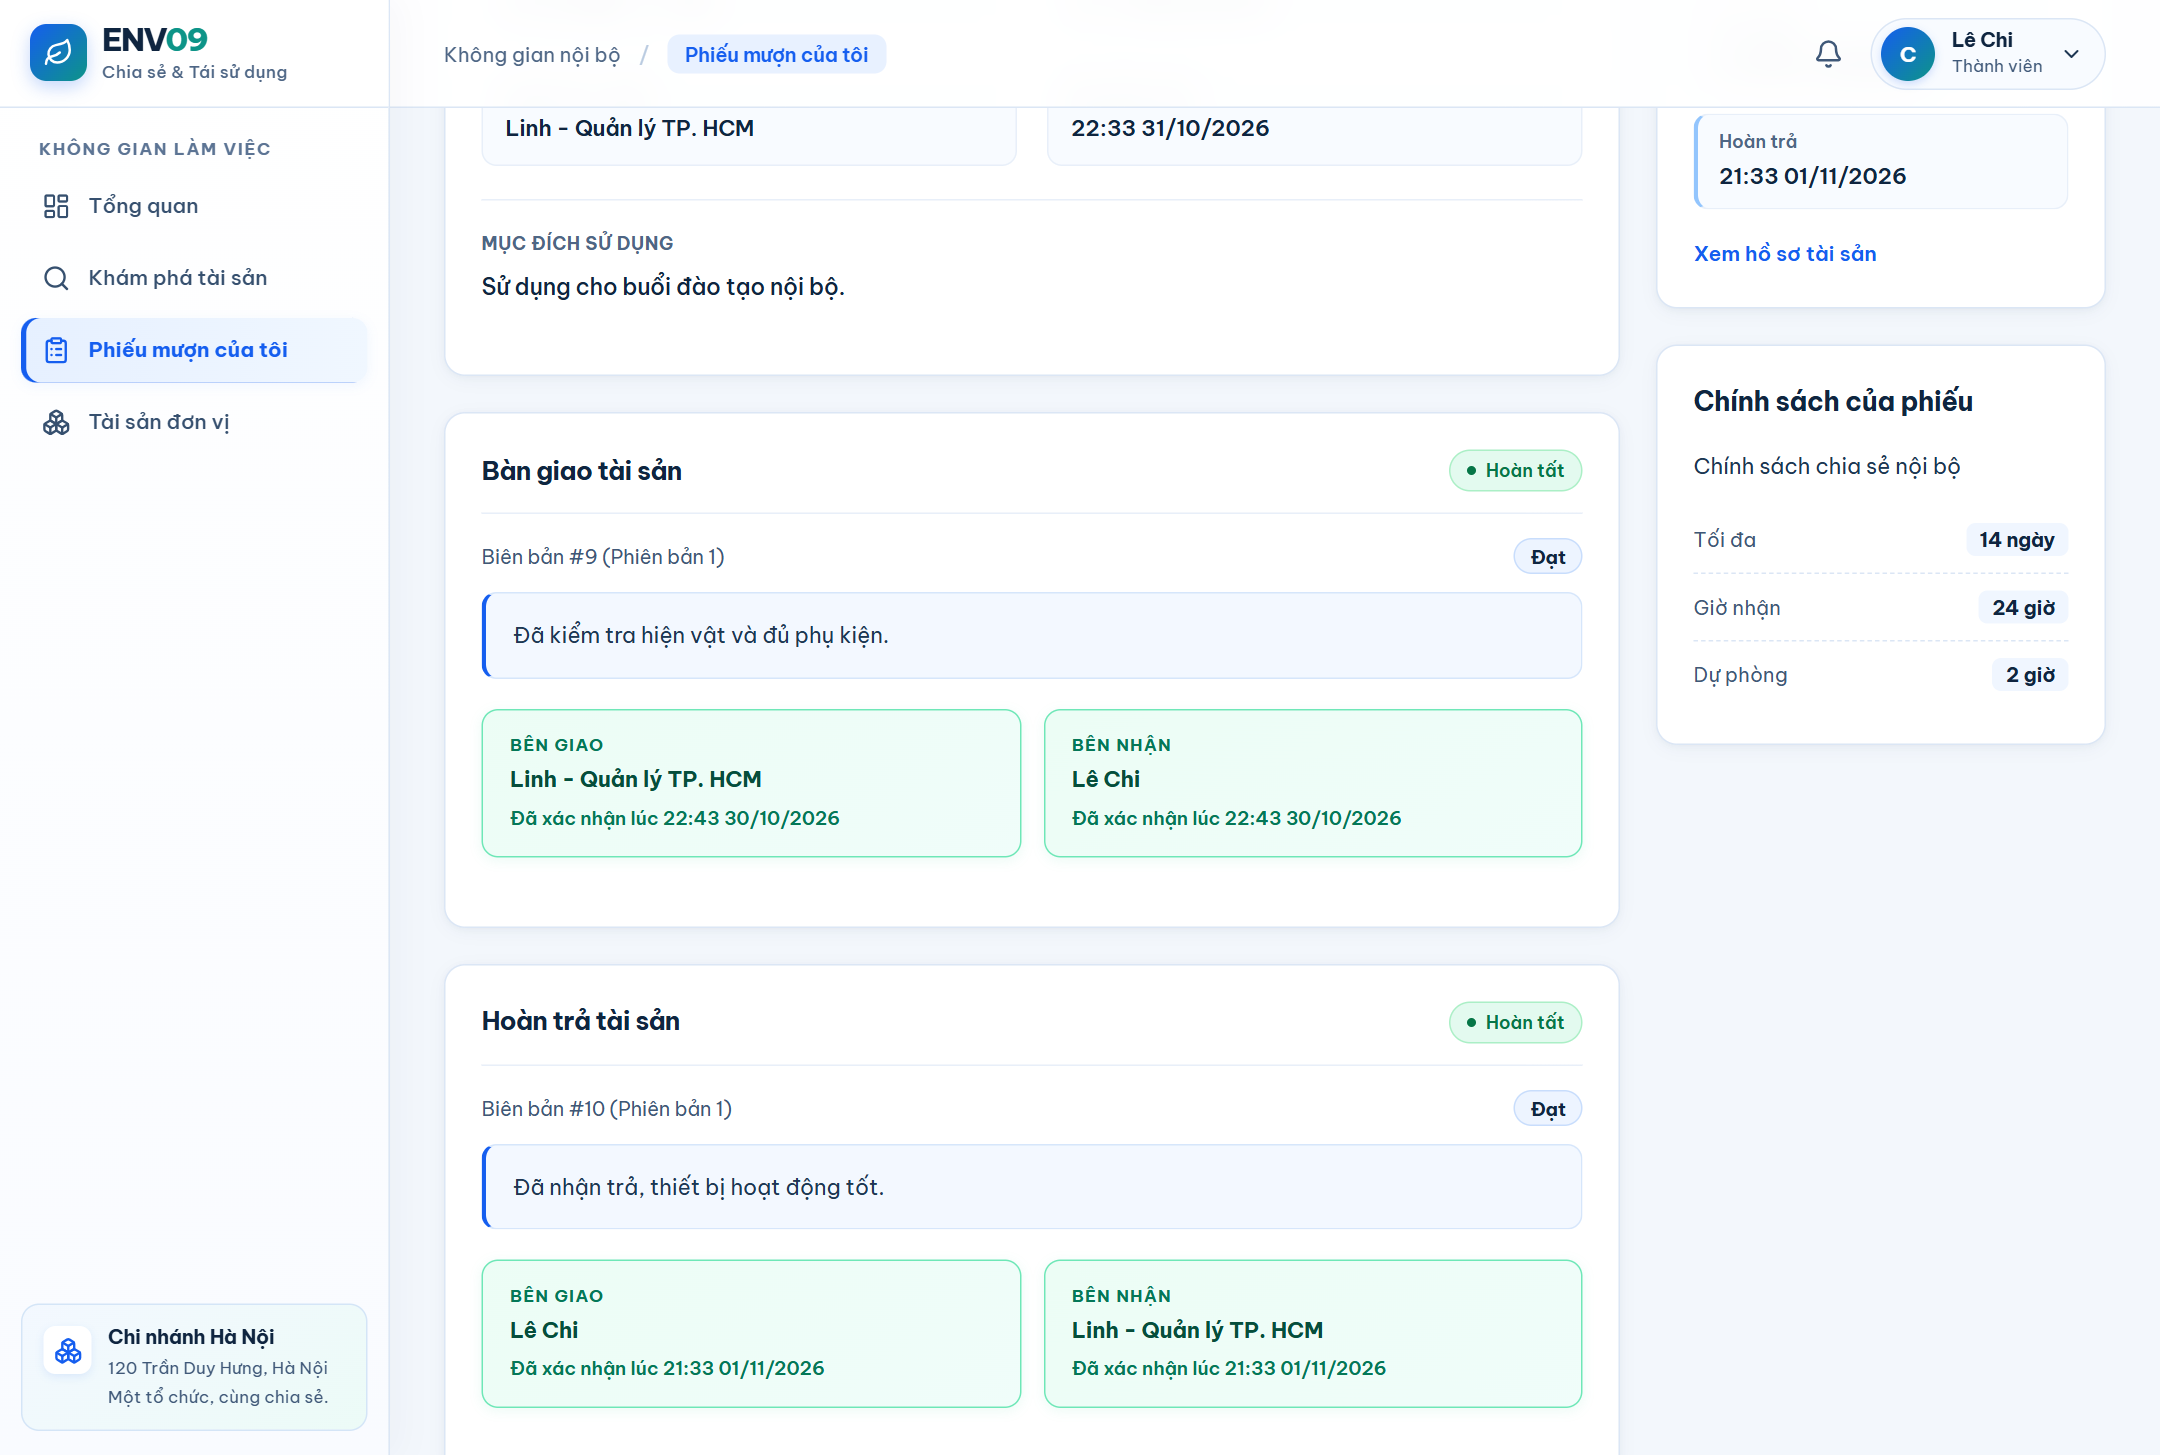 ENV09
Chia sẻ & Tái sử dụng
KHÔNG GIAN LÀM VIỆC
Tổng quan
Khám phá tài sản
Phiếu mượn của tôi
Tài sản đơn vị
Chi nhánh Hà Nội
120 Trần Duy Hưng, Hà Nội
Một tổ chức, cùng chia sẻ.
Không gian nội bộ / Phiếu mượn của tôi
C
Lê Chi
Thành viên
Linh - Quản lý TP. HCM
22:33 31/10/2026
MỤC ĐÍCH SỬ DỤNG
Sử dụng cho buổi đào tạo nội bộ.
Bàn giao tài sản
Hoàn tất
Biên bản #9 (Phiên bản 1)
Đạt
Đã kiểm tra hiện vật và đủ phụ kiện.
BÊN GIAO
Linh - Quản lý TP. HCM
Đã xác nhận lúc 22:43 30/10/2026
BÊN NHẬN
Lê Chi
Đã xác nhận lúc 22:43 30/10/2026
Hoàn trả tài sản
Hoàn tất
Biên bản #10 (Phiên bản 1)
Đạt
Đã nhận trả, thiết bị hoạt động tốt.
BÊN GIAO
Lê Chi
Đã xác nhận lúc 21:33 01/11/2026
BÊN NHẬN
Linh - Quản lý TP. HCM
Đã xác nhận lúc 21:33 01/11/2026
Hoàn trả
21:33 01/11/2026
Xem hồ sơ tài sản
Chính sách của phiếu
Chính sách chia sẻ nội bộ
Tối đa
14 ngày
Giờ nhận
24 giờ
Dự phòng
2 giờ